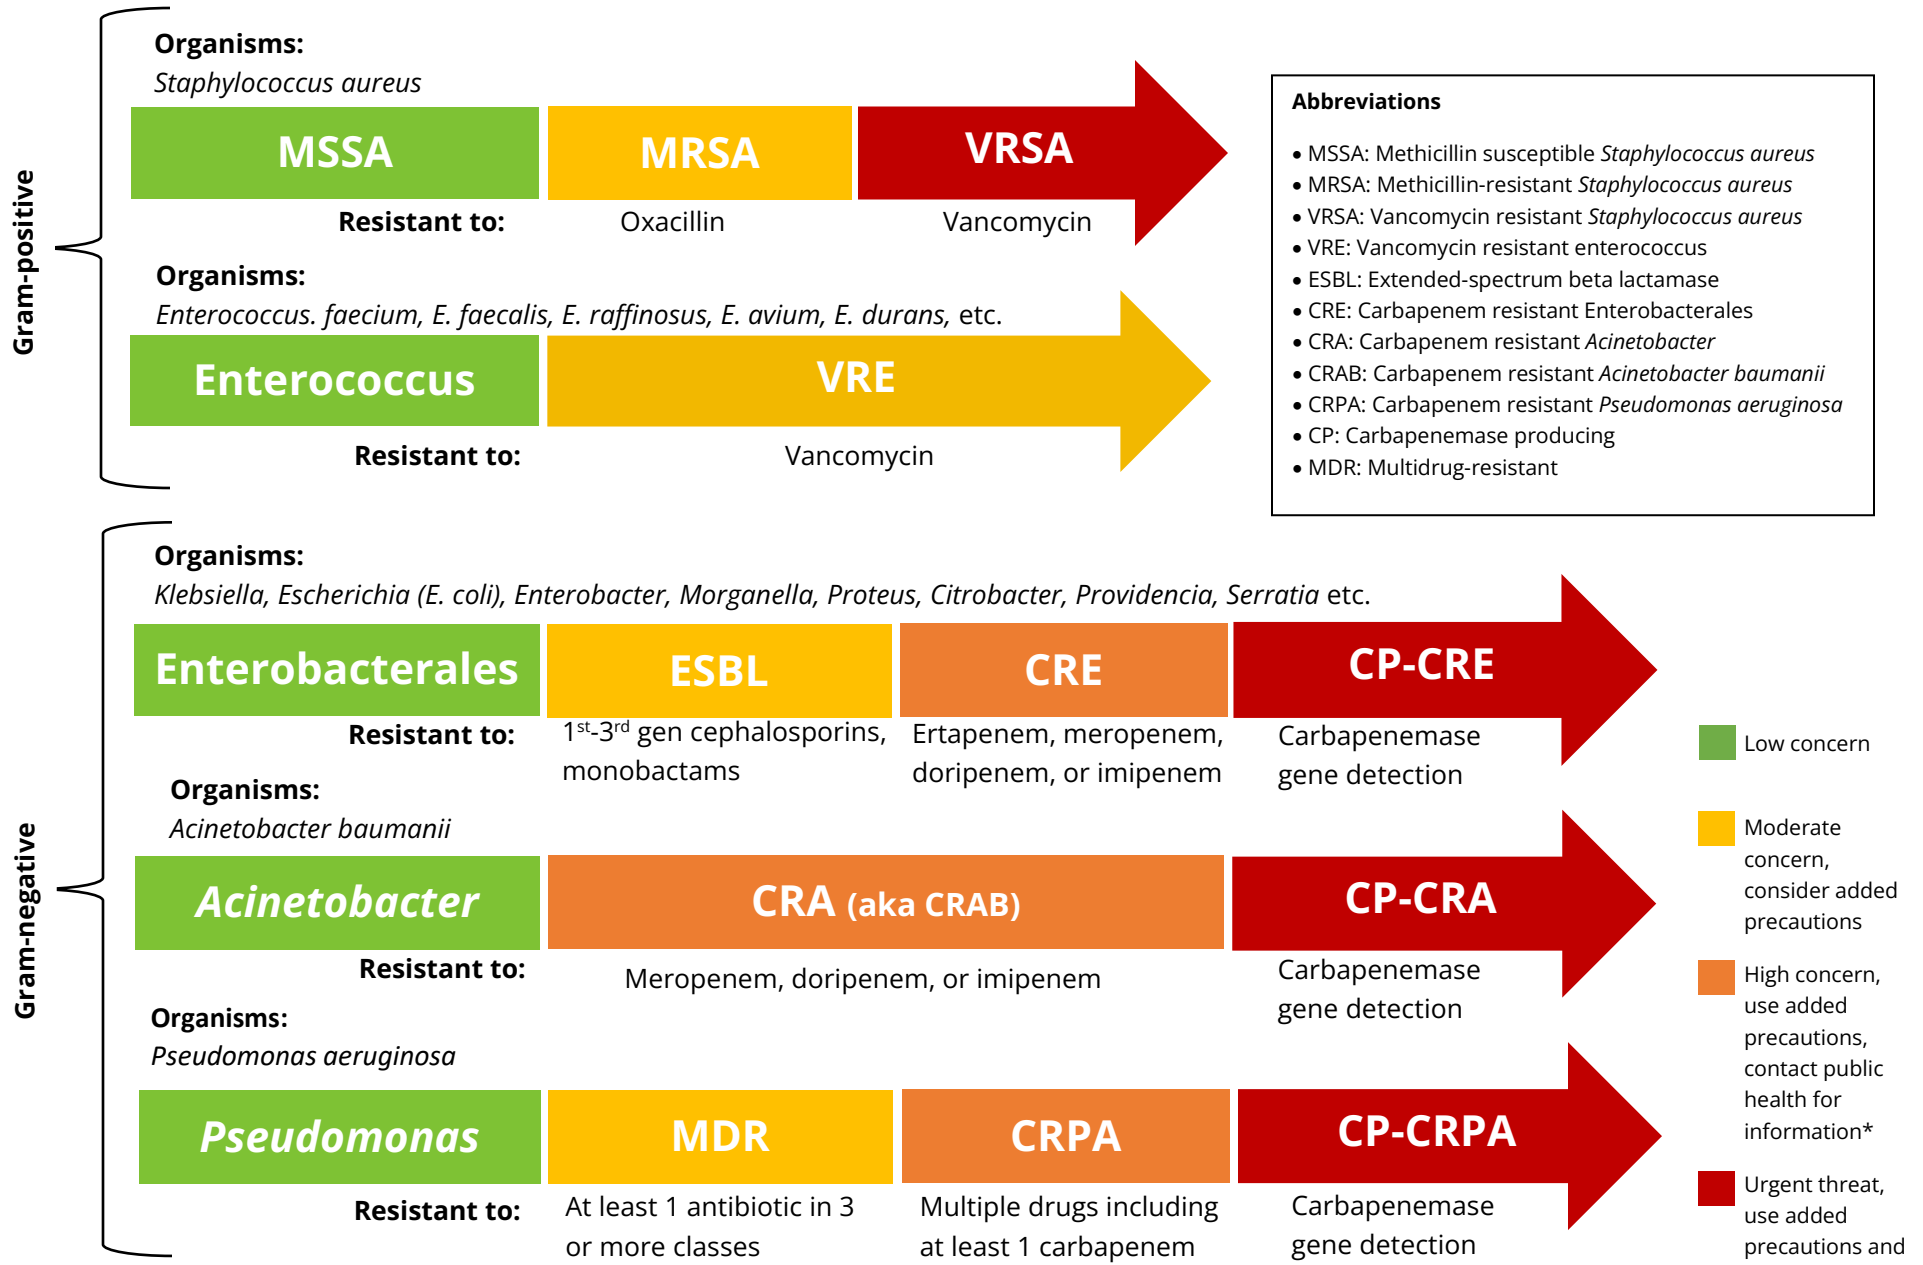 Gram-positive
Organisms:
Staphylococcus aureus
MSSA
MRSA
VRSA
Resistant to:
Oxacillin
Vancomycin
Organisms:
Enterococcus. faecium, E. faecalis, E. raffinosus, E. avium, E. durans, etc.
Enterococcus
VRE
Resistant to:
Vancomycin
Abbreviations
• MSSA: Methicillin susceptible Staphylococcus aureus
• MRSA: Methicillin-resistant Staphylococcus aureus
• VRSA: Vancomycin resistant Staphylococcus aureus
• VRE: Vancomycin resistant enterococcus
• ESBL: Extended-spectrum beta lactamase
• CRE: Carbapenem resistant Enterobacterales
• CRA: Carbapenem resistant Acinetobacter
• CRAB: Carbapenem resistant Acinetobacter baumanii
• CRPA: Carbapenem resistant Pseudomonas aeruginosa
• CP: Carbapenemase producing
• MDR: Multidrug-resistant
Gram-negative
Organisms:
Klebsiella, Escherichia (E. coli), Enterobacter, Morganella, Proteus, Citrobacter, Providencia, Serratia etc.
Enterobacterales
ESBL
CRE
CP-CRE
Resistant to:
1st-3rd gen cephalosporins,
monobactams
Ertapenem, meropenem,
doripenem, or imipenem
Carbapenemase
gene detection
Organisms:
Acinetobacter baumanii
Acinetobacter
CRA (aka CRAB)
CP-CRA
Resistant to:
Meropenem, doripenem, or imipenem
Carbapenemase
gene detection
Organisms:
Pseudomonas aeruginosa
Pseudomonas
MDR
CRPA
CP-CRPA
Resistant to:
At least 1 antibiotic in 3
or more classes
Multiple drugs including
at least 1 carbapenem
Carbapenemase
gene detection
Low concern
Moderate
concern,
consider added
precautions
High concern,
use added
precautions,
contact public
health for
information*
Urgent threat,
use added
precautions and